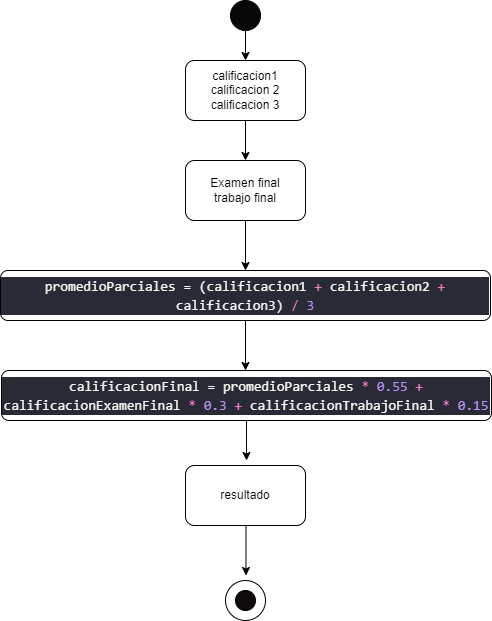 calificacion1
calificacion 2
calificacion 3
Examen final
trabajo final
promedioParciales = (calificacion1 + calificacion2 +
calificacion3) / 3
calificacionFinal = promedioParciales * 0.55 +
calificacionExamenFinal * 0.3 + calificacionTrabajoFinal * 0.15
resultado